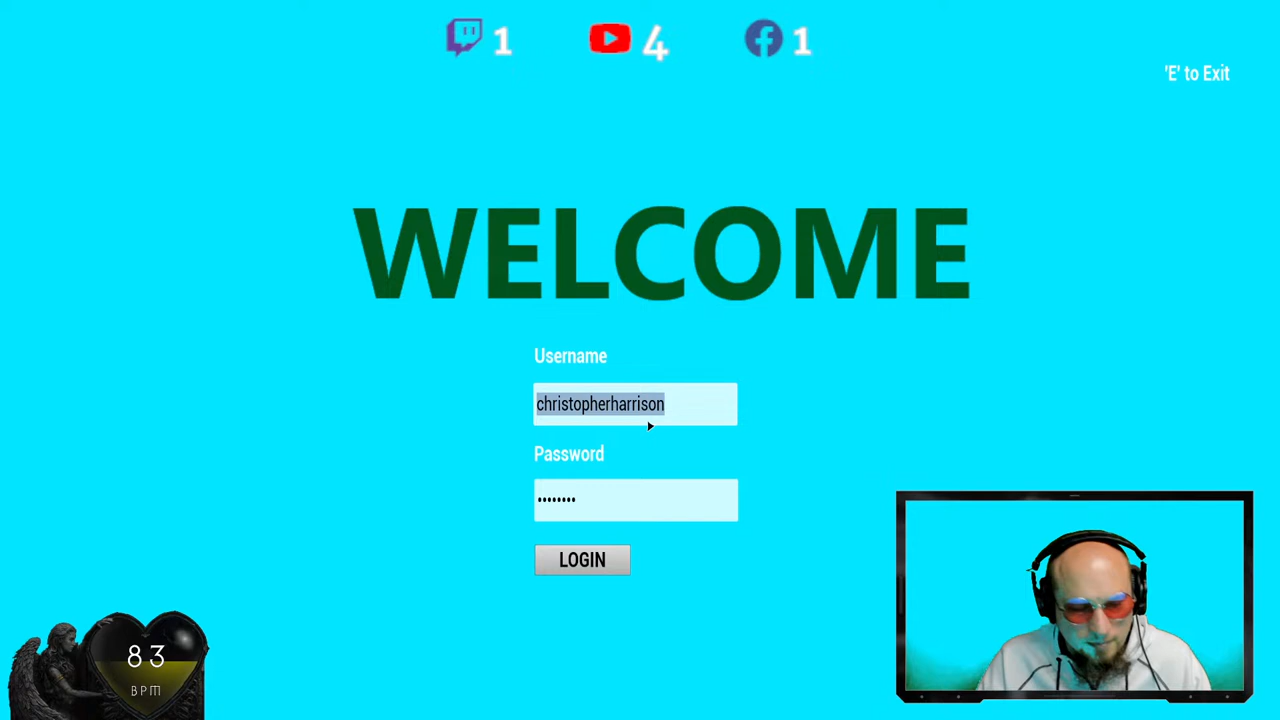 1 4 1
'E' to Exit
WELCOME
Username
christopherharrison
Password
••••••••
LOGIN
83
BPM